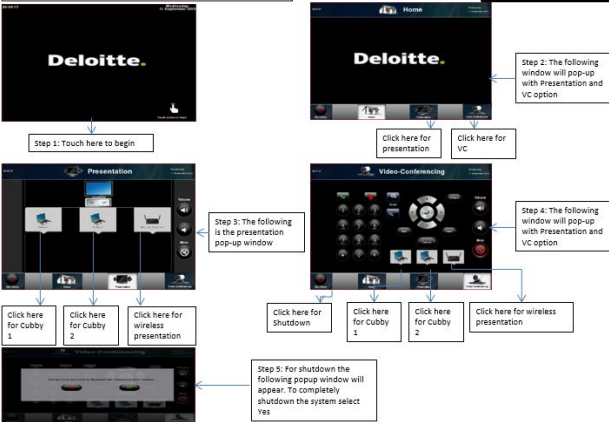 Deloitte.
Step 1: Touch here to begin
Home
Deloitte.
Step 2: The following
window will pop-up
with Presentation and
VC option
Click here for
presentation
Click here for
VC
Presentation
Volume
Step 3: The following
is the presentation
pop-up window
Click here
for Cubby
1
Click here
for Cubby
2
Click here for
wireless
presentation
Video-Conferencing
Volume
Step 4: The following
window will pop-up
with Presentation and
VC option
Click here for
Shutdown
Click here
for Cubby
1
Click here
for Cubby
2
Click here for wireless
presentation
Video-Conferencing
Step 5: For shutdown the
following popup window will
appear. To completely
shutdown the system select
Yes